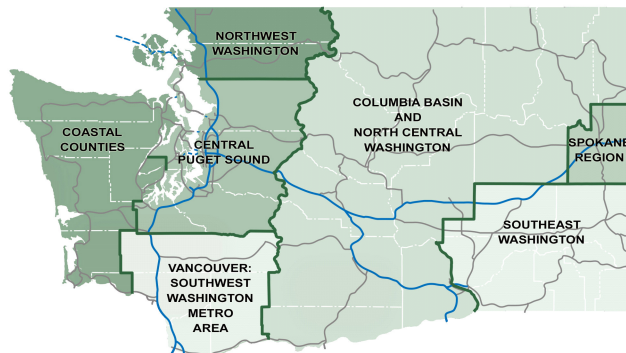 NORTHWEST
WASHINGTON
COLUMBIA BASIN
AND
NORTH CENTRAL
WASHINGTON
COASTAL
COUNTIES
CENTRAL
PUGET SOUND
SPOKANE
REGION
SOUTHEAST
WASHINGTON
VANCOUVER:
SOUTHWEST
WASHINGTON
METRO
AREA